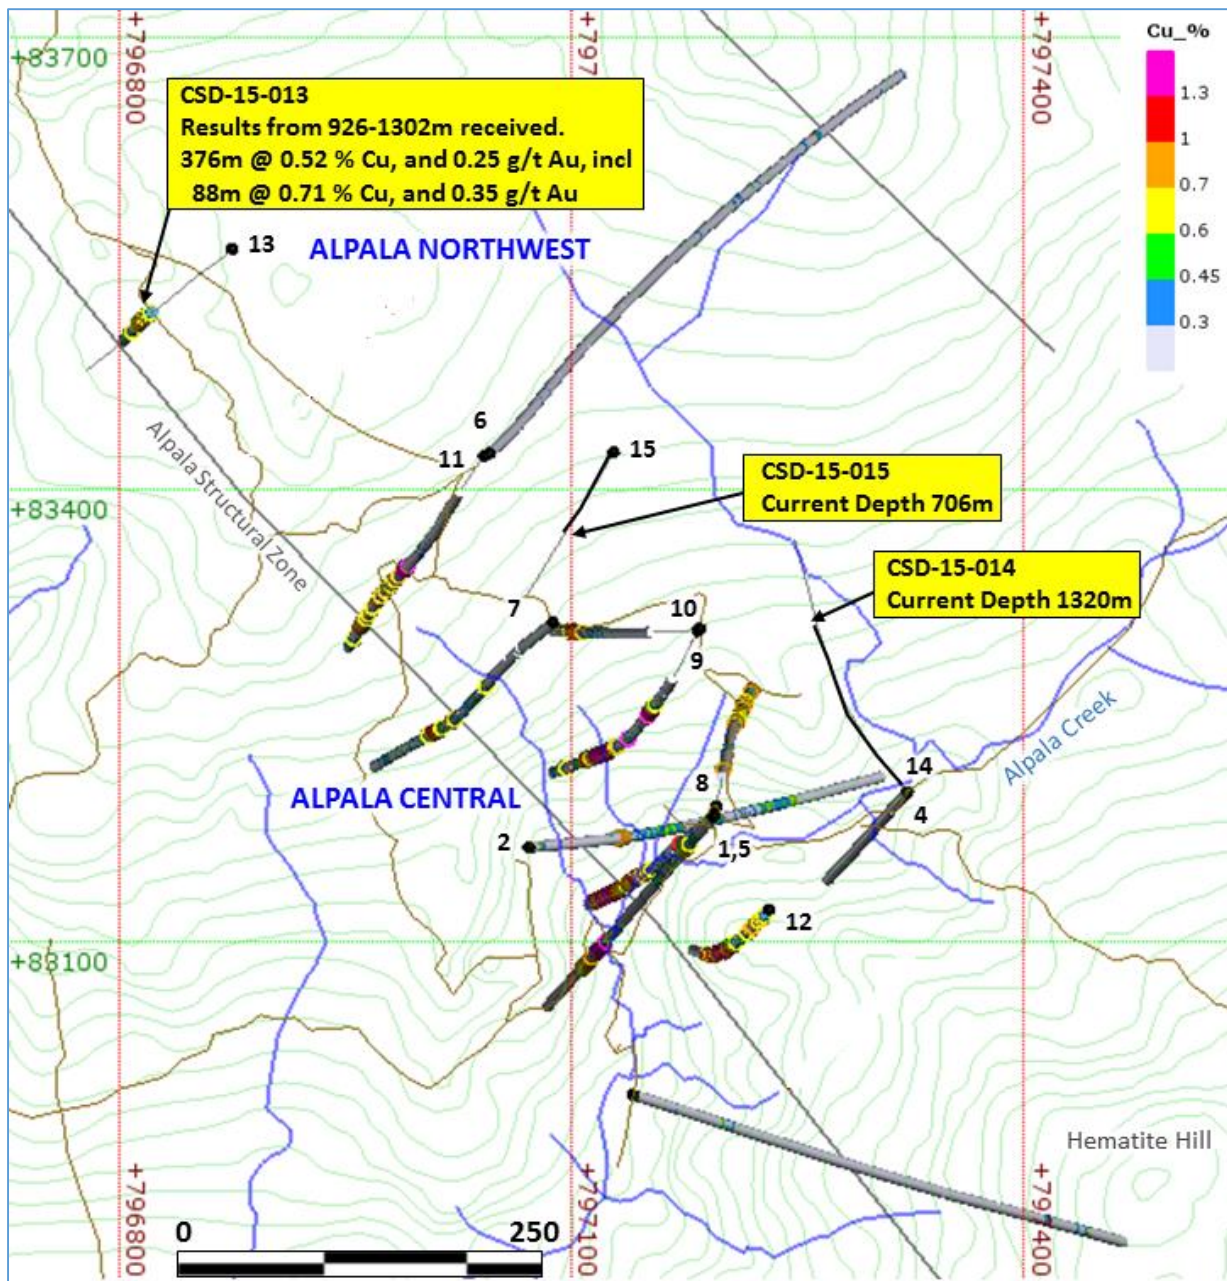 +796800
+797
+797400
+83700
Cu_%
1.3
1
0.7
0.6
0.45
0.3
CSD-15-013
Results from 926-1302m received.
376m @ 0.52 % Cu, and 0.25 g/t Au, incl
88m @ 0.71 % Cu, and 0.35 g/t Au
13
ALPALA NORTHWEST
6
11
15
Alpala Structural Zone
CSD-15-015
Current Depth 706m
+83400
CSD-15-014
Current Depth 1320m
7
10
9
Alpala Creek
14
8
ALPALA CENTRAL
4
2
1,5
12
+83100
Hematite Hill
+796800
+797100
+797400
0
250